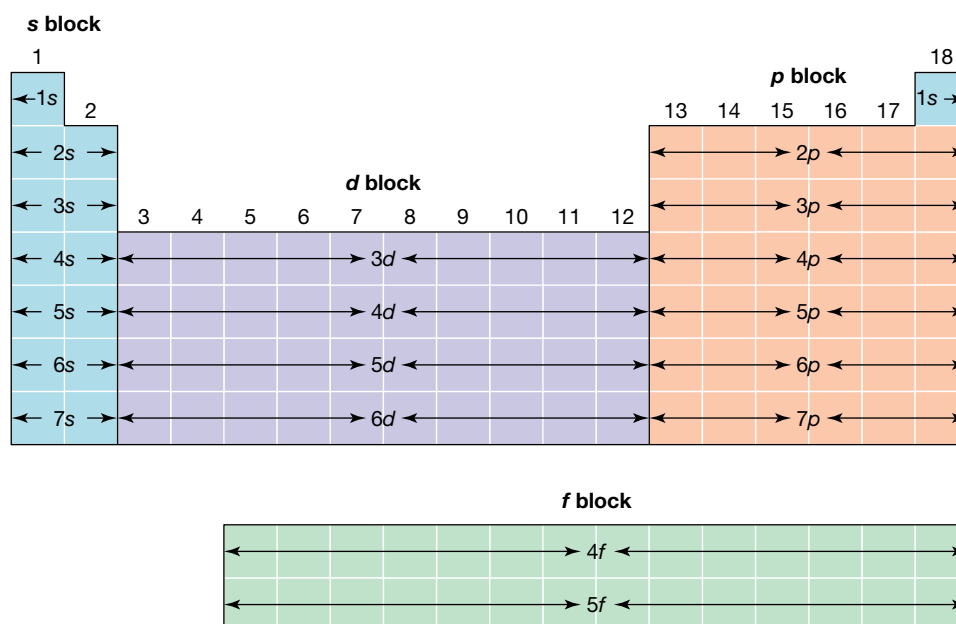 s block
1
18
p block
1s
2
13 14 15 16 17
1s
2s
2p
d block
3s
3 4 5 6 7 8 9 10 11 12
3p
4s
3d
4p
5s
4d
5p
6s
5d
6p
7s
6d
7p
f block
4f
5f